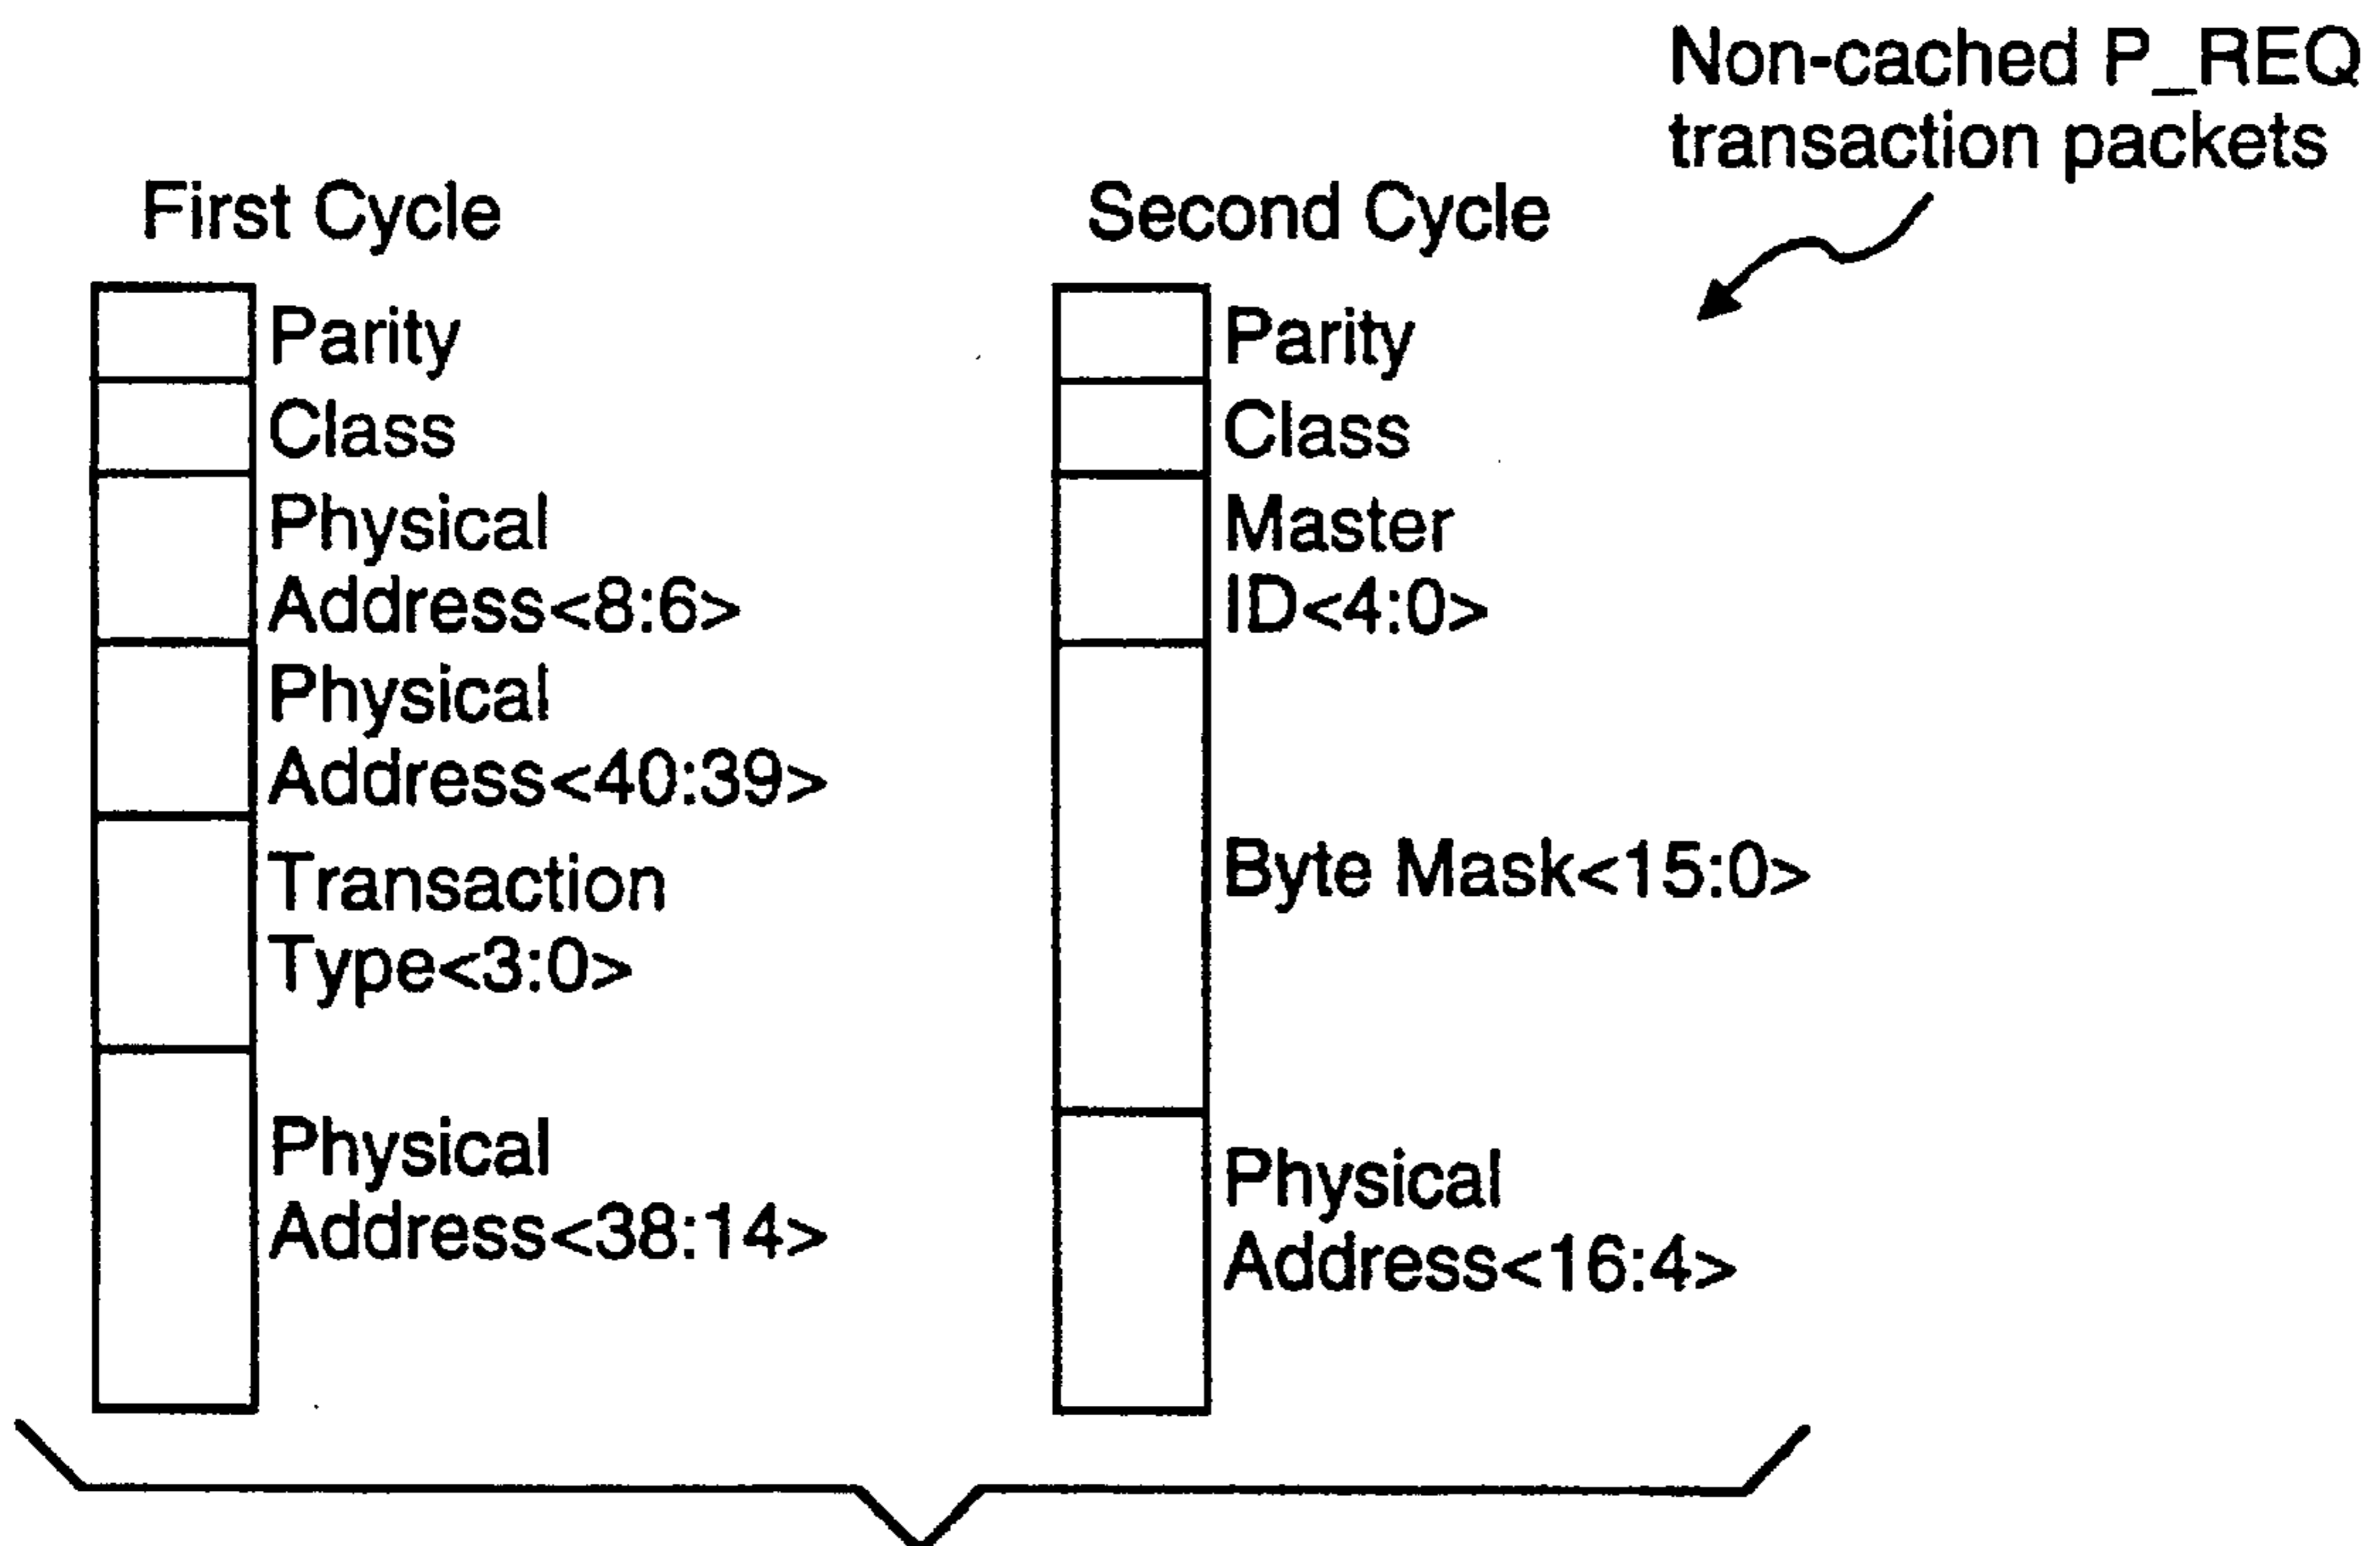 Non-cached P_REQ
transaction packets
First Cycle
Parity
Class
Physical
Address<8:6>
Physical
Address<40:39>
Transaction
Type<3:0>
Physical
Address<38:14>
Second Cycle
Parity
Class
Master
ID<4:0>
Byte Mask<15:0>
Physical
Address<16:4>